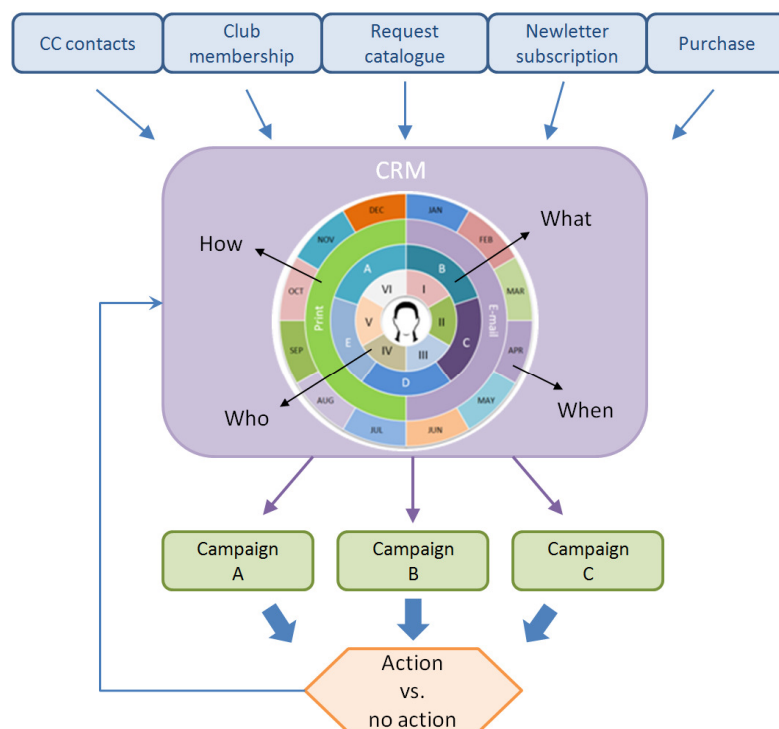 CC contacts
Club
membership
Request
catalogue
Newletter
subscription
Purchase
CRM
How
What
Who
When
JAN
FEB
MAR
APR
MAY
JUN
JUL
AUG
SEP
OCT
NOV
DEC
Print
E-mail
A
B
C
D
E
I
II
III
IV
V
VI
Campaign
A
Campaign
B
Campaign
C
Action
vs.
no action